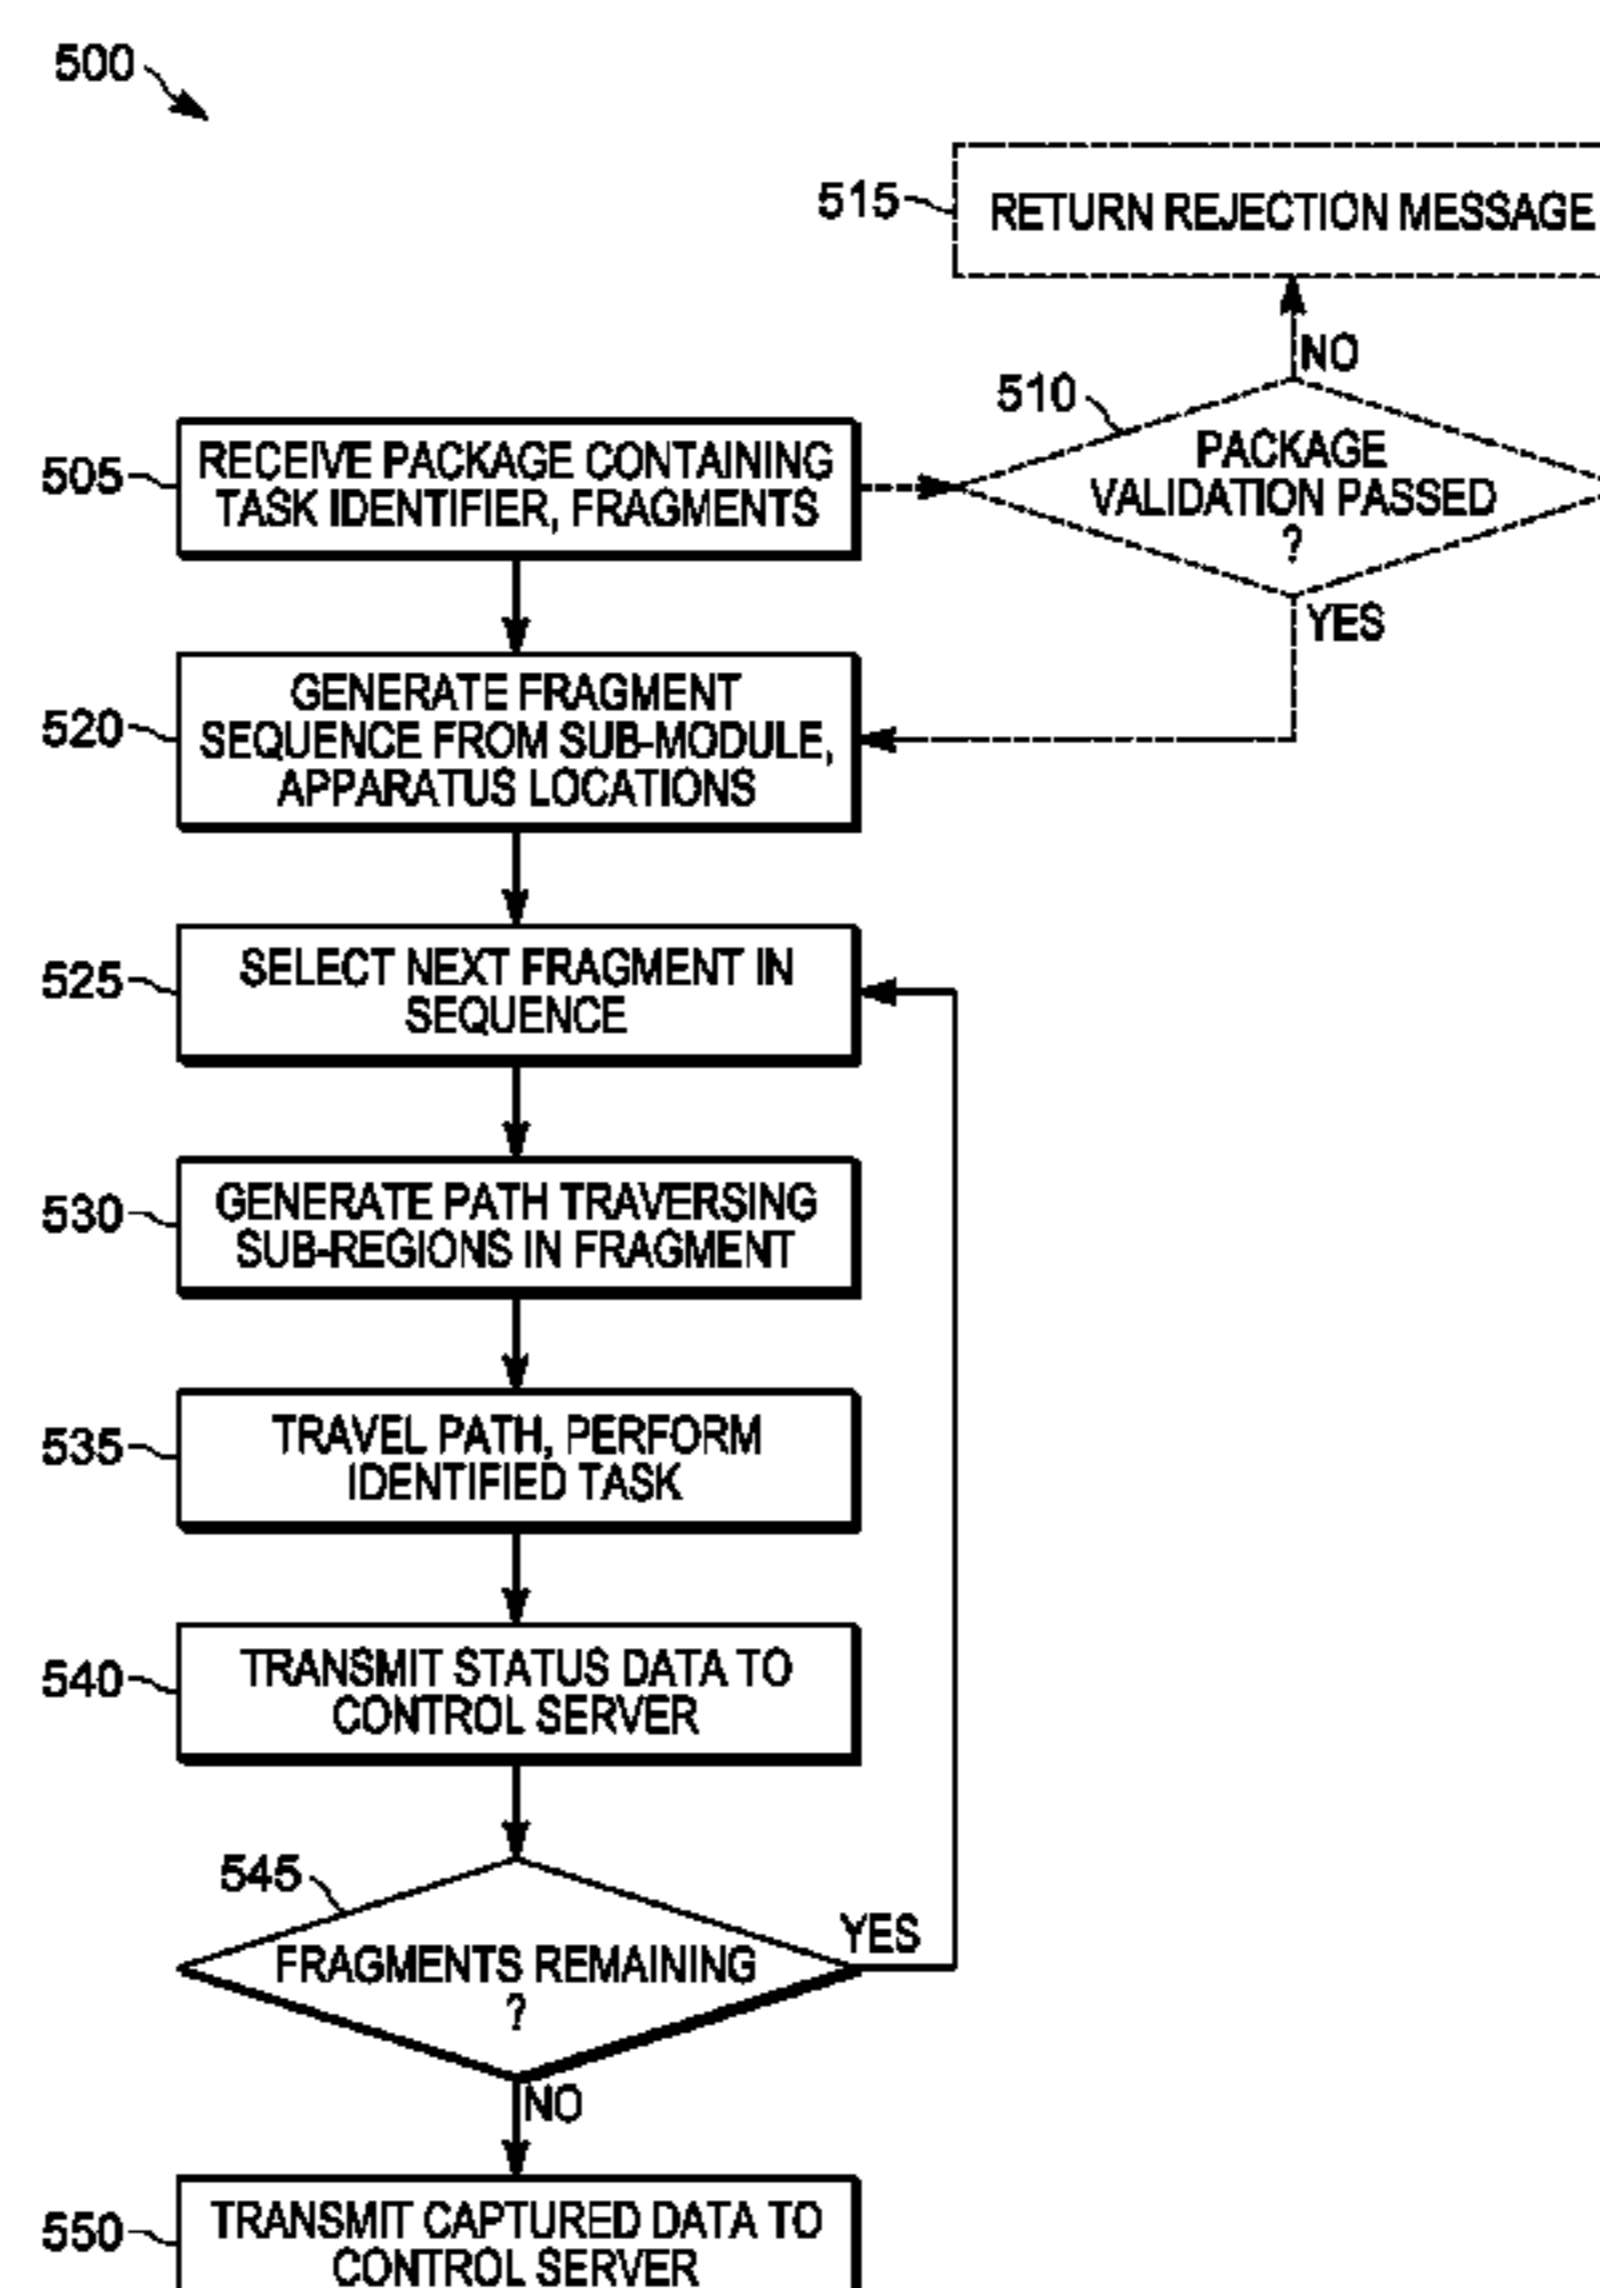 500
515
RETURN REJECTION MESSAGE
NO
510
PACKAGE
VALIDATION PASSED
?
YES
505
RECEIVE PACKAGE CONTAINING
TASK IDENTIFIER, FRAGMENTS
520
GENERATE FRAGMENT
SEQUENCE FROM SUB-MODULE,
APPARATUS LOCATIONS
525
SELECT NEXT FRAGMENT IN
SEQUENCE
530
GENERATE PATH TRAVERSING
SUB-REGIONS IN FRAGMENT
535
TRAVEL PATH, PERFORM
IDENTIFIED TASK
540
TRANSMIT STATUS DATA TO
CONTROL SERVER
545
FRAGMENTS REMAINING
?
YES
NO
550
TRANSMIT CAPTURED DATA TO
CONTROL SERVER